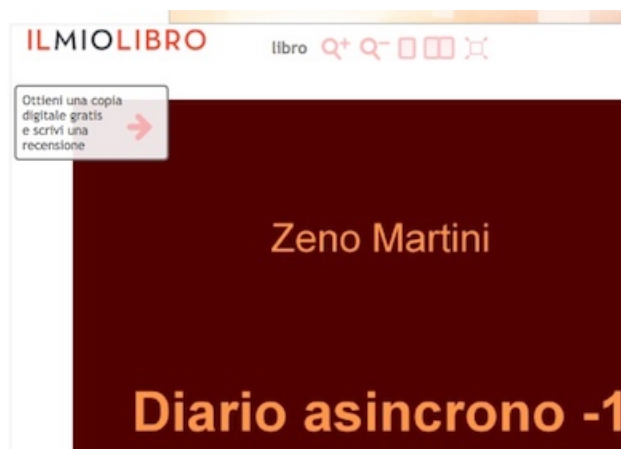 ILMIOLIBRO
libro
Ottieni una copia
digitale gratis
e scrivi una
recensione
Zeno Martini
Diario asincrono -1